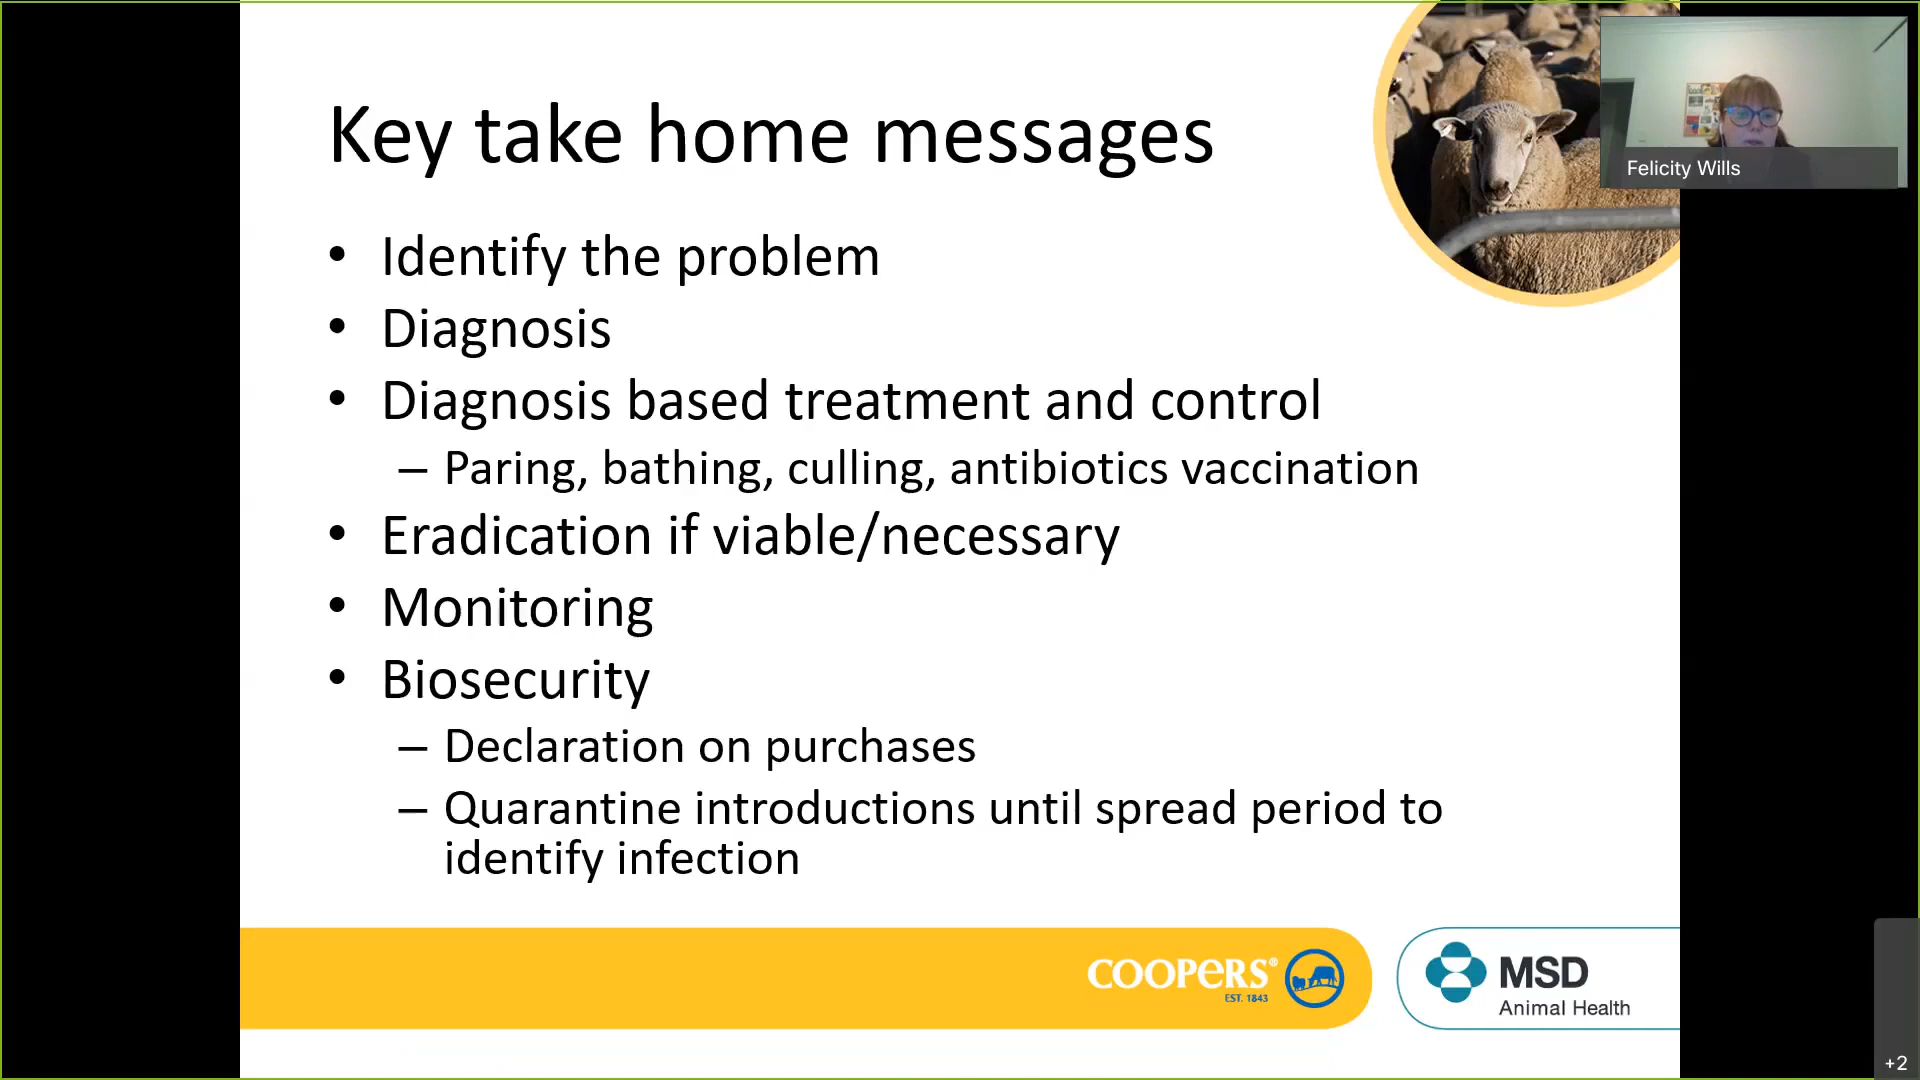 Key take home messages
• Identify the problem
• Diagnosis
• Diagnosis based treatment and control
– Paring, bathing, culling, antibiotics vaccination
• Eradication if viable/necessary
• Monitoring
• Biosecurity
– Declaration on purchases
– Quarantine introductions until spread period to
identify infection
Felicity Wills
COOPERS®
EST. 1843
MSD
Animal Health
+2